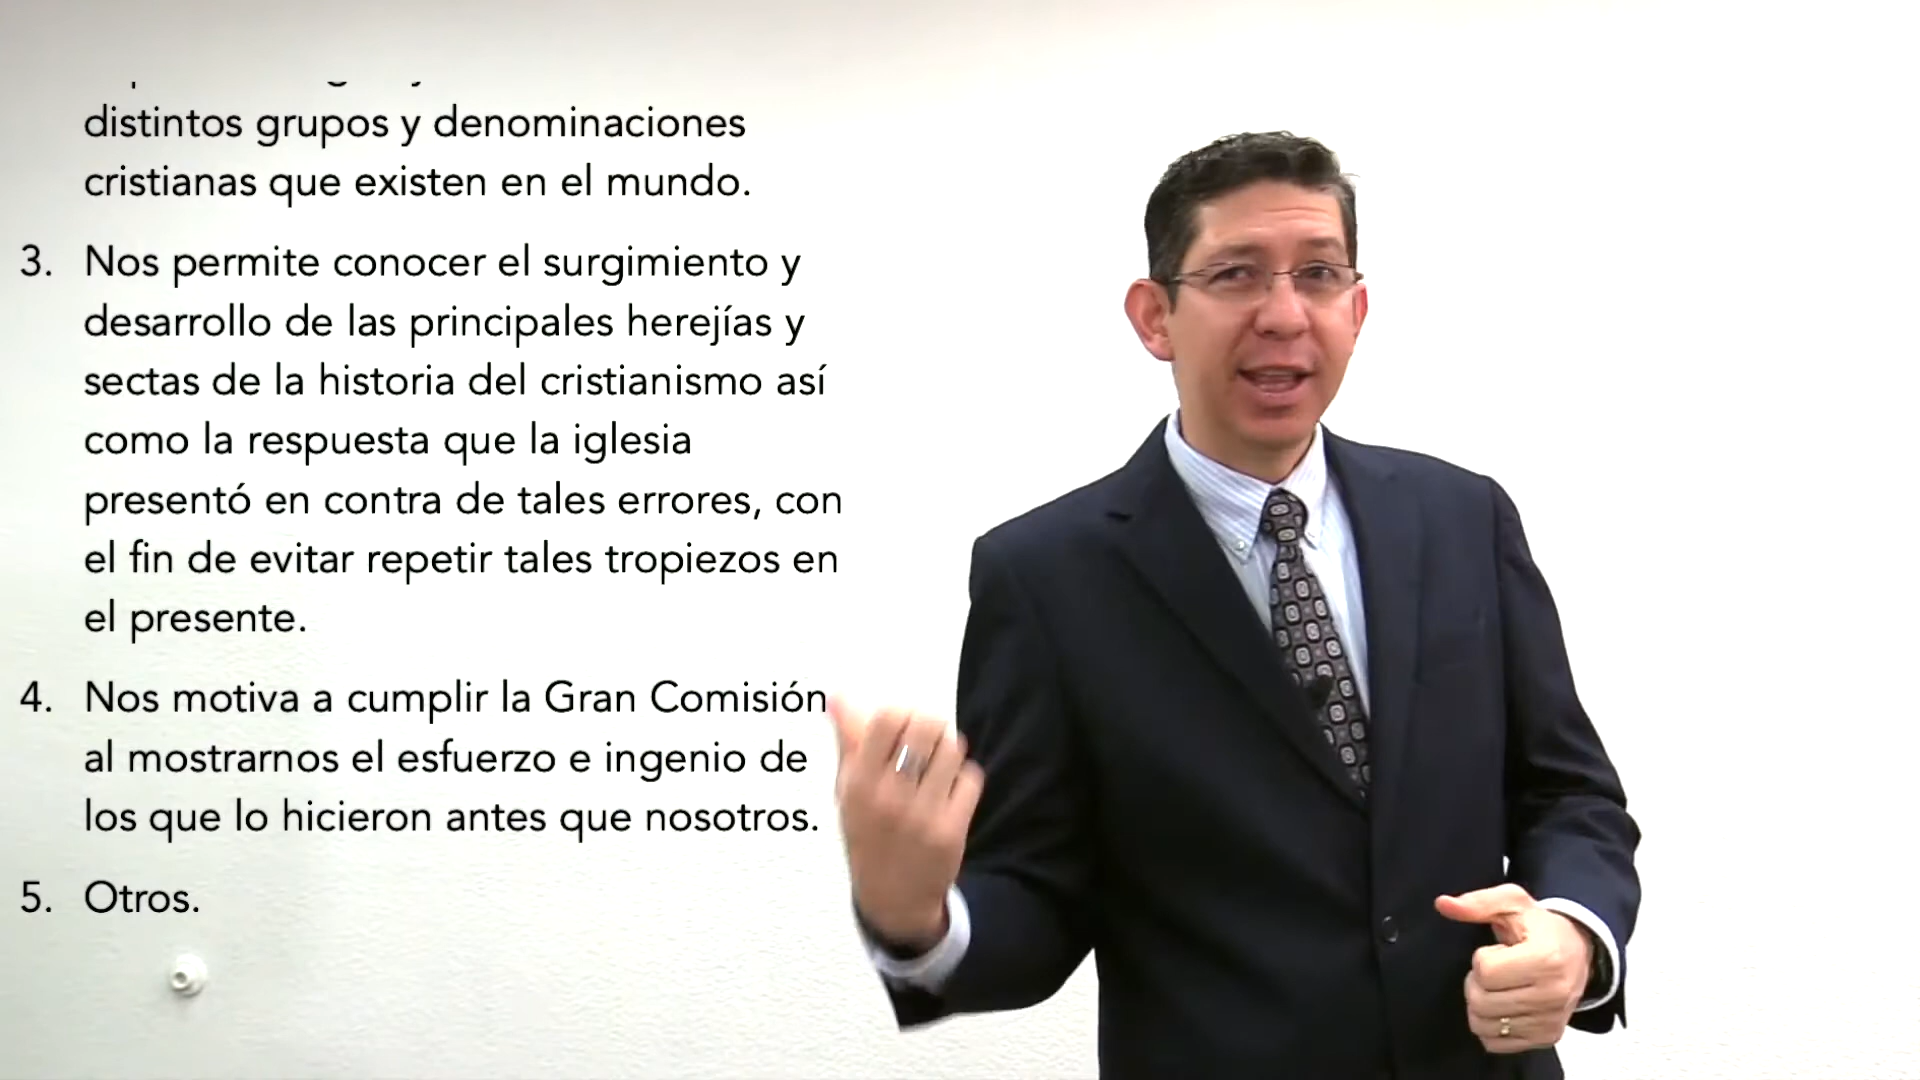 distintos grupos y denominaciones
cristianas que existen en el mundo.
3. Nos permite conocer el surgimiento y
desarrollo de las principales herejías y
sectas de la historia del cristianismo así
como la respuesta que la iglesia
presentó en contra de tales errores, con
el fin de evitar repetir tales tropiezos en
el presente.
4. Nos motiva a cumplir la Gran Comisión
al mostrarnos el esfuerzo e ingenio de
los que lo hicieron antes que nosotros.
5. Otros.